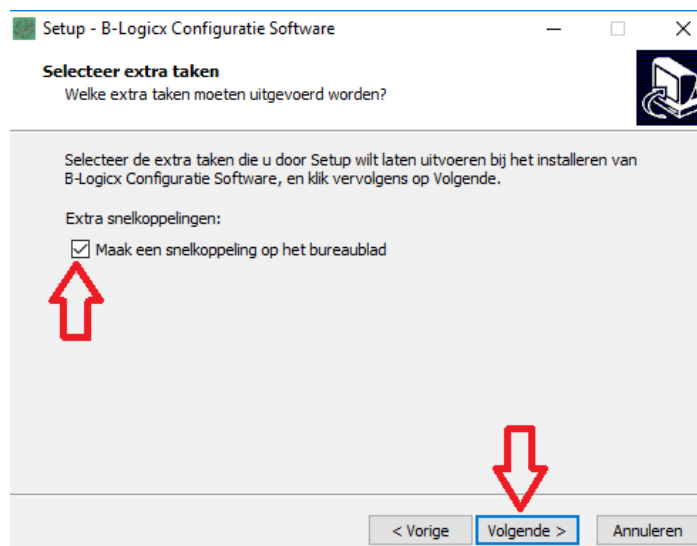 Setup - B-Logicx Configuratie Software
Selecteer extra taken
Welke extra taken moeten uitgevoerd worden?
Selecteer de extra taken die u door Setup wilt laten uitvoeren bij het installeren van
B-Logicx Configuratie Software, en klik vervolgens op Volgende.
Extra snelkoppelingen:
Maak een snelkoppeling op het bureaublad
< Vorige
Volgende >
Annuleren